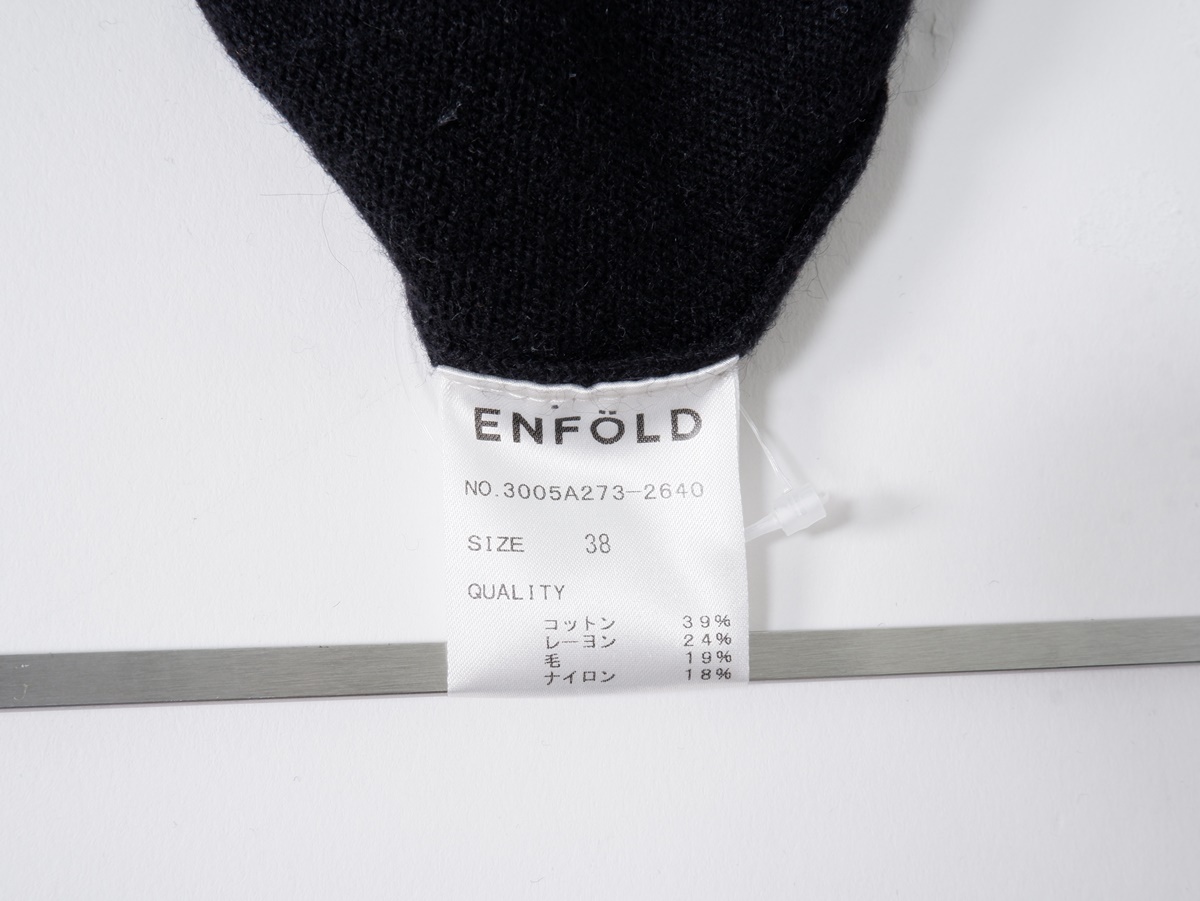 ENFÖLD
NO.3005A273-2640
SIZE 38
QUALITY
コットン 39%
レーヨン 24%
毛 19%
ナイロン 18%